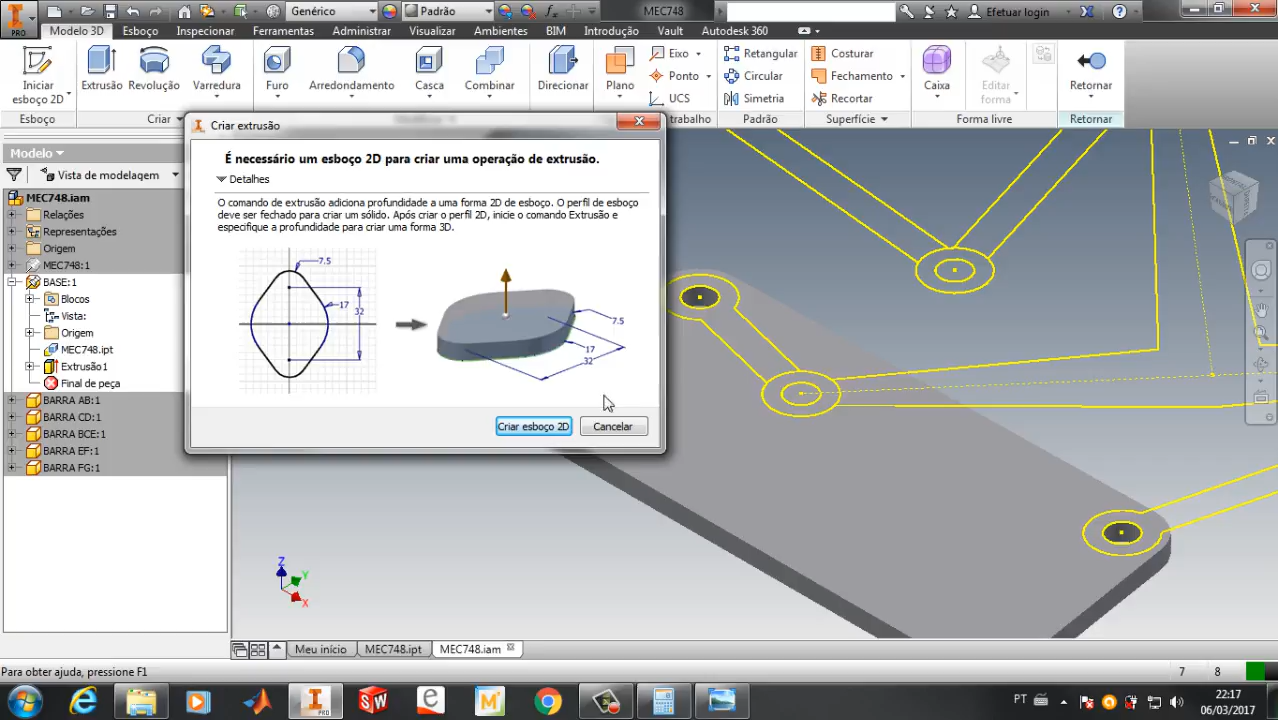 Genérico
Padrão
MEC748
Efetuar login
PRO
Modelo 3D
Esboço
Inspecionar
Ferramentas
Administrar
Visualizar
Ambientes
BIM
Introdução
Vault
Autodesk 360
Iniciar
esboço 2D
Extrusão
Revolução
Varredura
Furo
Arredondamento
Casca
Combinar
Direcionar
Plano
Eixo
Ponto
UCS
Retangular
Circular
Simetria
Costurar
Fechamento
Recortar
Caixa
Editar
forma
Retornar
Esboço
Criar
trabalho
Padrão
Superfície
Forma livre
Retornar
Modelo
Vista de modelagem
MEC748.iam
Relações
Representações
Origem
MEC748:1
BASE:1
Blocos
Vista:
Origem
MEC748.ipt
Extrusão1
Final de peça
BARRA AB:1
BARRA CD:1
BARRA BCE:1
BARRA EF:1
BARRA FG:1
Criar extrusão
É necessário um esboço 2D para criar uma operação de extrusão.
Detalhes
O comando de extrusão adiciona profundidade a uma forma 2D de esboço. O perfil de esboço
deve ser fechado para criar um sólido. Após criar o perfil 2D, inicie o comando Extrusão e
especifique a profundidade para criar uma forma 3D.
7.5
17
32
7.5
17
32
Criar esboço 2D
Cancelar
Z
Y
X
Meu início
MEC748.ipt
MEC748.iam
Para obter ajuda, pressione F1
7
8
PRO
PT
22:17
06/03/2017